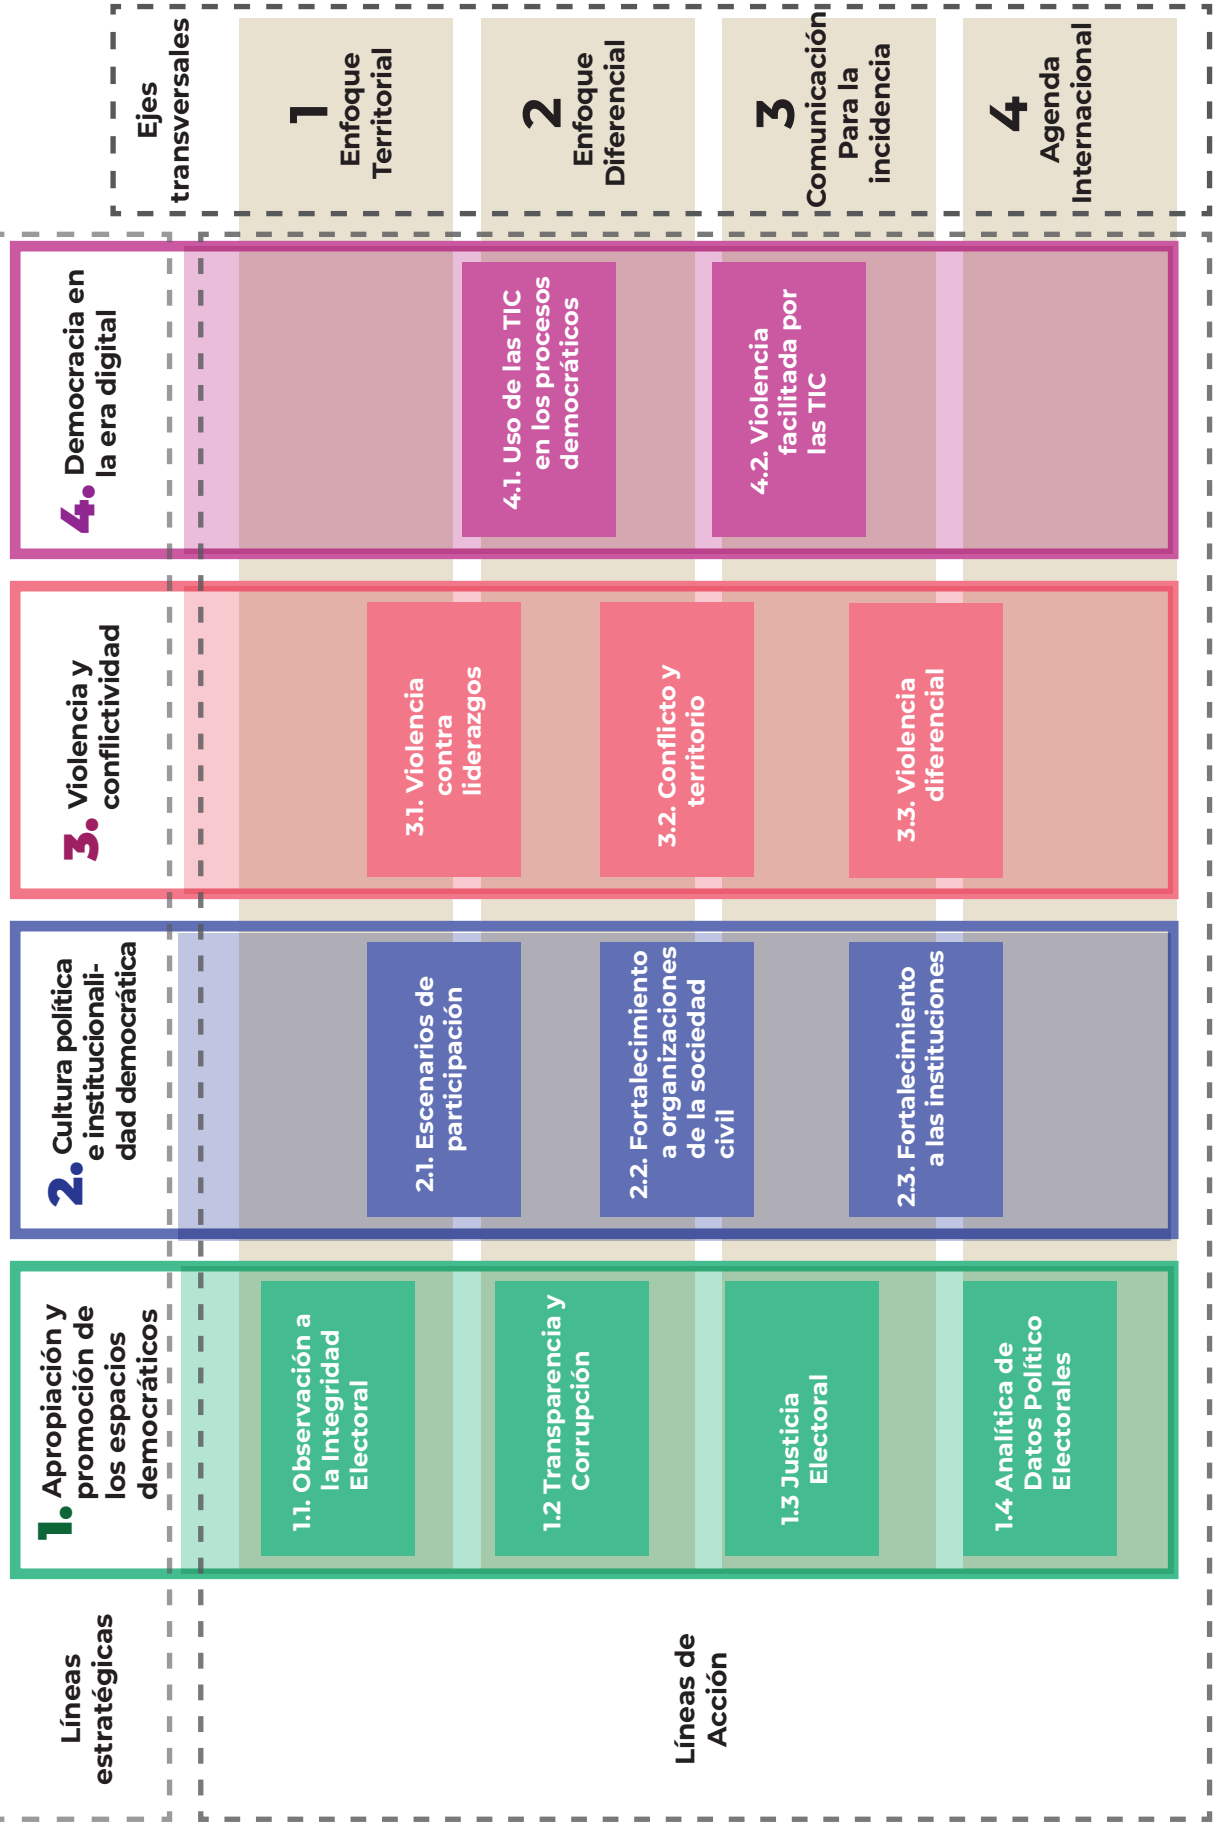 Líneas
estratégicas
1. Apropiación y
promoción de
los espacios
democráticos
2. Cultura política
e institucionali-
dad democrática
3. Violencia y
conflictividad
4. Democracia en
la era digital
Ejes
transversales
Líneas de
Acción
1.1. Observación a
la Integridad
Electoral
1.2 Transparencia y
Corrupción
1.3 Justicia
Electoral
1.4 Analítica de
Datos Político
Electorales
2.1. Escenarios de
participación
2.2. Fortalecimiento
a organizaciones
de la sociedad
civil
2.3. Fortalecimiento
a las instituciones
3.1. Violencia
contra
liderazgos
3.2. Conflicto y
territorio
3.3. Violencia
diferencial
4.1. Uso de las TIC
en los procesos
democráticos
4.2. Violencia
facilitada por
las TIC
1
Enfoque
Territorial
2
Enfoque
Diferencial
3
Comunicación
Para la
incidencia
4
Agenda
Internacional